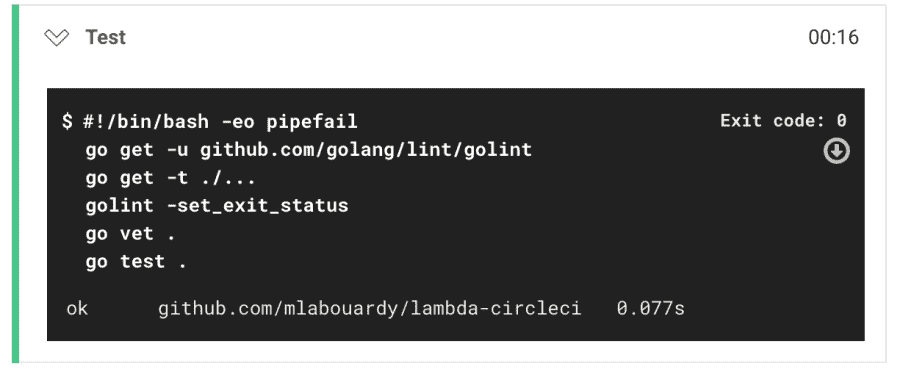 Test 00:16
$ #!/bin/bash -eo pipefail Exit code: 0
go get -u github.com/golang/lint/golint
go get -t ./...
golint -set_exit_status
go vet .
go test .
ok github.com/mlabouardy/lambda-circleci 0.077s